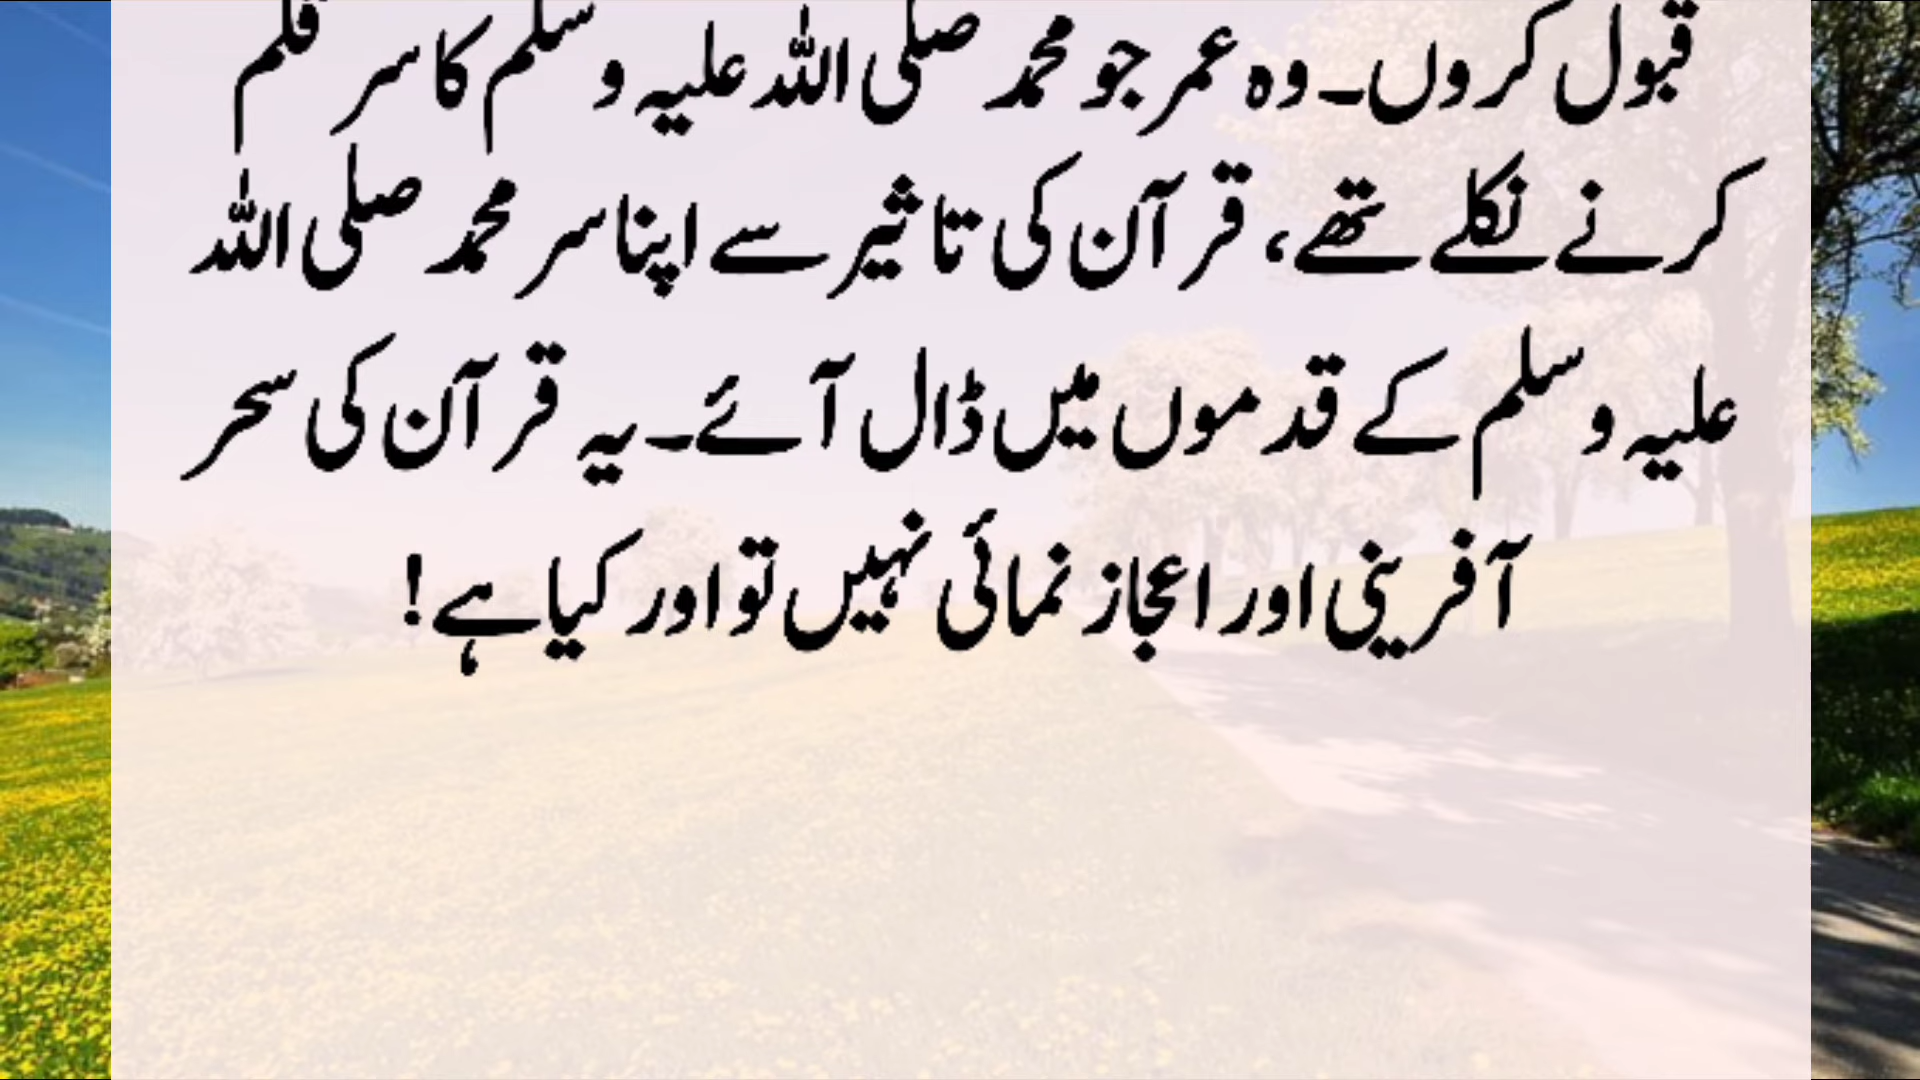 قبول کروں۔ وہ عمر جو محمد صلی اللہ علیہ وسلم کا سر قلم
کرنے نکلے تھے، قرآن کی تاثیر سے اپنا سر محمد صلی اللہ
علیہ وسلم کے قدموں میں ڈال آئے۔ یہ قرآن کی سحر
آفرینی اور اعجاز نمائی نہیں تو اور کیا ہے!